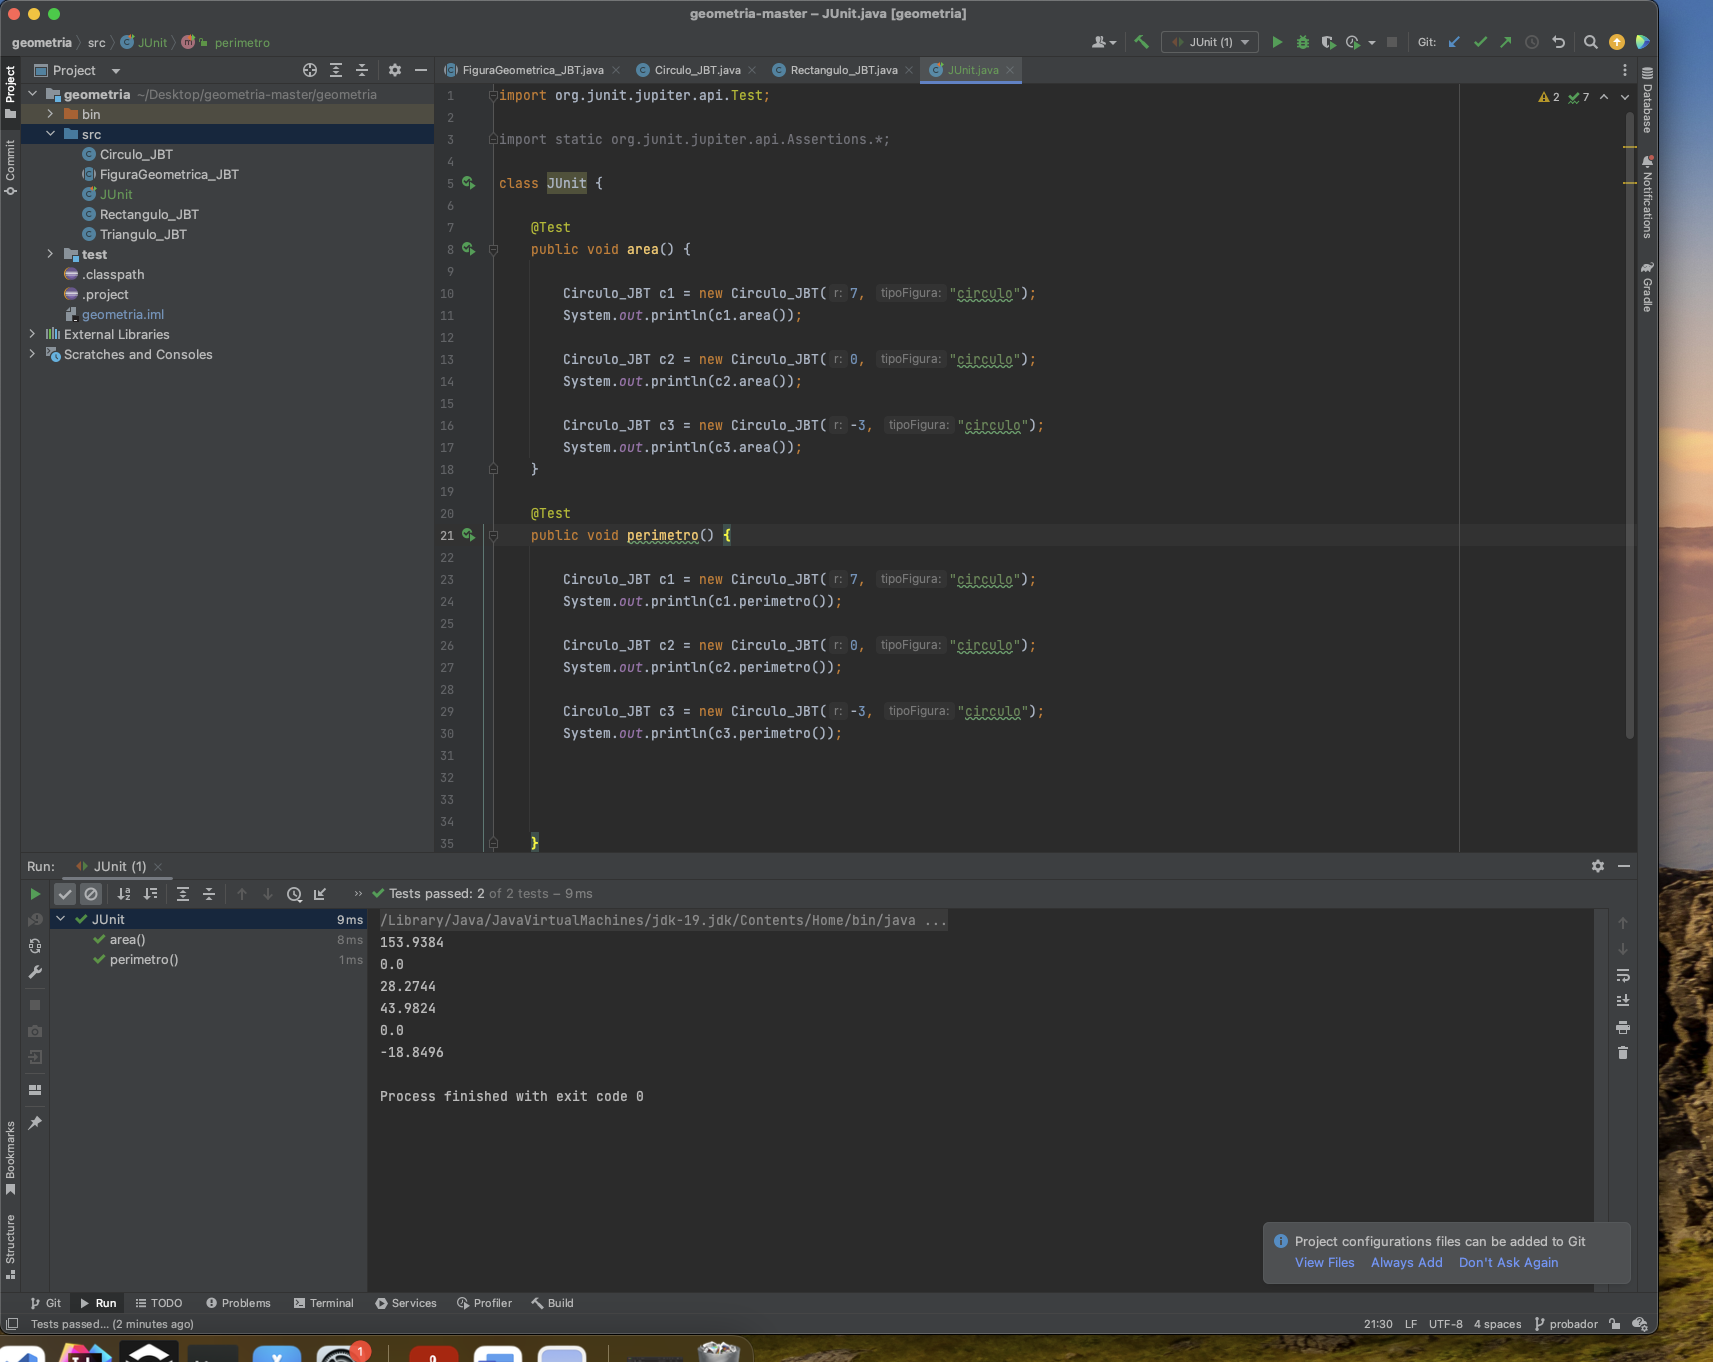 geometria-master – JUnit.java [geometria]
geometria src JUnit perimetro
JUnit (1)
Git:
Project
FiguraGeometrica_JBT.java
Circulo_JBT.java
Rectangulo_JBT.java
JUnit.java
Project
Commit
Bookmarks
Structure
geometria ~/Desktop/geometria-master/geometria
bin
src
Circulo_JBT
FiguraGeometrica_JBT
JUnit
Rectangulo_JBT
Triangulo_JBT
test
.classpath
.project
geometria.iml
External Libraries
Scratches and Consoles
2 7
Database
Notifications
Gradle
1 import org.junit.jupiter.api.Test;
2
3 import static org.junit.jupiter.api.Assertions.*;
4
5 class JUnit {
6
7 @Test
8 public void area() {
9
10 Circulo_JBT c1 = new Circulo_JBT( r: 7, tipoFigura: "circulo");
11 System.out.println(c1.area());
12
13 Circulo_JBT c2 = new Circulo_JBT( r: 0, tipoFigura: "circulo");
14 System.out.println(c2.area());
15
16 Circulo_JBT c3 = new Circulo_JBT( r: -3, tipoFigura: "circulo");
17 System.out.println(c3.area());
18 }
19
20 @Test
21 public void perimetro() {
22
23 Circulo_JBT c1 = new Circulo_JBT( r: 7, tipoFigura: "circulo");
24 System.out.println(c1.perimetro());
25
26 Circulo_JBT c2 = new Circulo_JBT( r: 0, tipoFigura: "circulo");
27 System.out.println(c2.perimetro());
28
29 Circulo_JBT c3 = new Circulo_JBT( r: -3, tipoFigura: "circulo");
30 System.out.println(c3.perimetro());
31
32
33
34
35 }
Run: JUnit (1)
Tests passed: 2 of 2 tests – 9 ms
JUnit 9 ms
area() 8 ms
perimetro() 1 ms
/Library/Java/JavaVirtualMachines/jdk-19.jdk/Contents/Home/bin/java ...
153.9384
0.0
28.2744
43.9824
0.0
-18.8496
Process finished with exit code 0
Project configurations files can be added to Git
View Files Always Add Don't Ask Again
Git Run TODO Problems Terminal Services Profiler Build
Tests passed... (2 minutes ago)
21:30 LF UTF-8 4 spaces probador
1